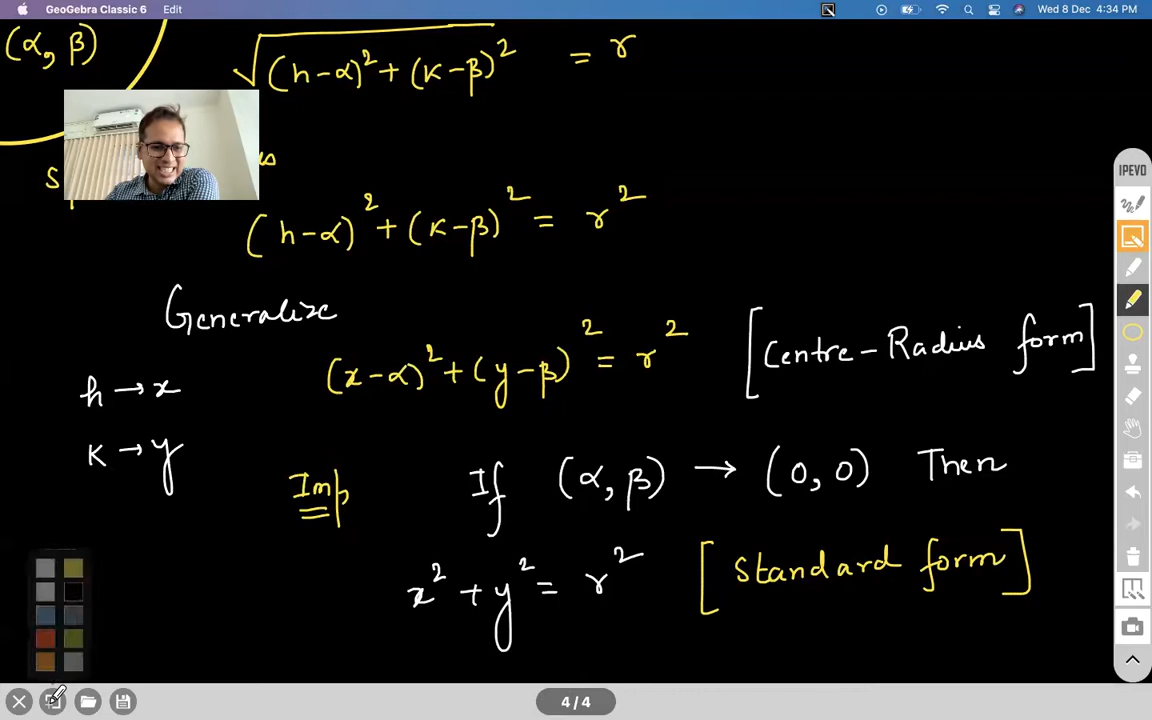 GeoGebra Classic 6 Edit Wed 8 Dec 4:34 PM
(α, β)
√(h-α)² + (k-β)² = r
IPEVO
(h-α)² + (k-β)² = r²
Generalize
(x-α)² + (y-β)² = r² [Centre-Radius form]
h → x
k → y
Imp If (α, β) → (0, 0) Then
x² + y² = r² [Standard form]
4/4